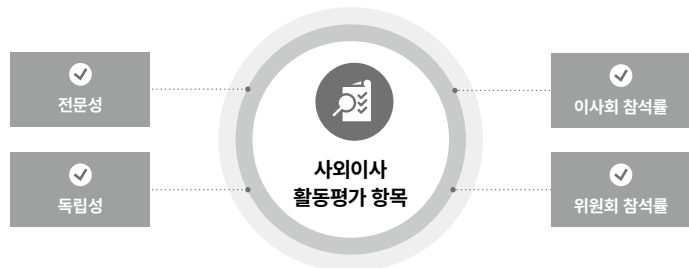 전문성
독립성
사외이사
활동평가 항목
이사회 참석률
위원회 참석률